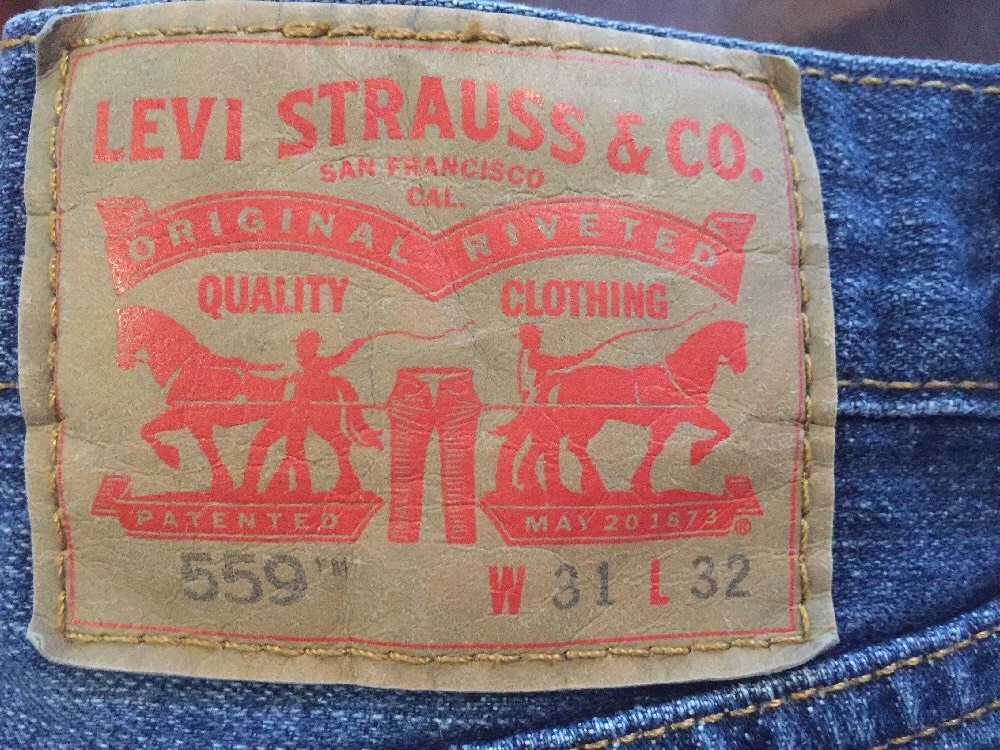 LEVI STRAUSS & CO.
SAN FRANCISCO
CAL.
ORIGINAL RIVETED
QUALITY CLOTHING
PATENTED MAY 20 1873 ®
559™ W 31 L 32